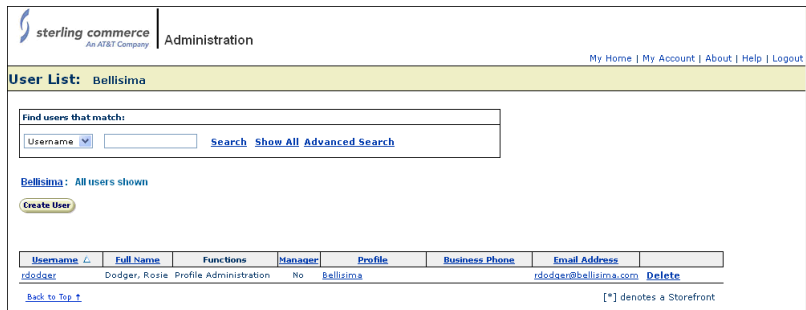 sterling commerce
An AT&T Company
Administration
My Home | My Account | About | Help | Logout
User List: Bellisima
Find users that match:
Username Search Show All Advanced Search
Bellisima: All users shown
Create User
Username Full Name Functions Manager Profile Business Phone Email Address
rdodger Dodger, Rosie Profile Administration No Bellisima rdodger@bellisima.com Delete
Back to Top ↑ [*] denotes a Storefront